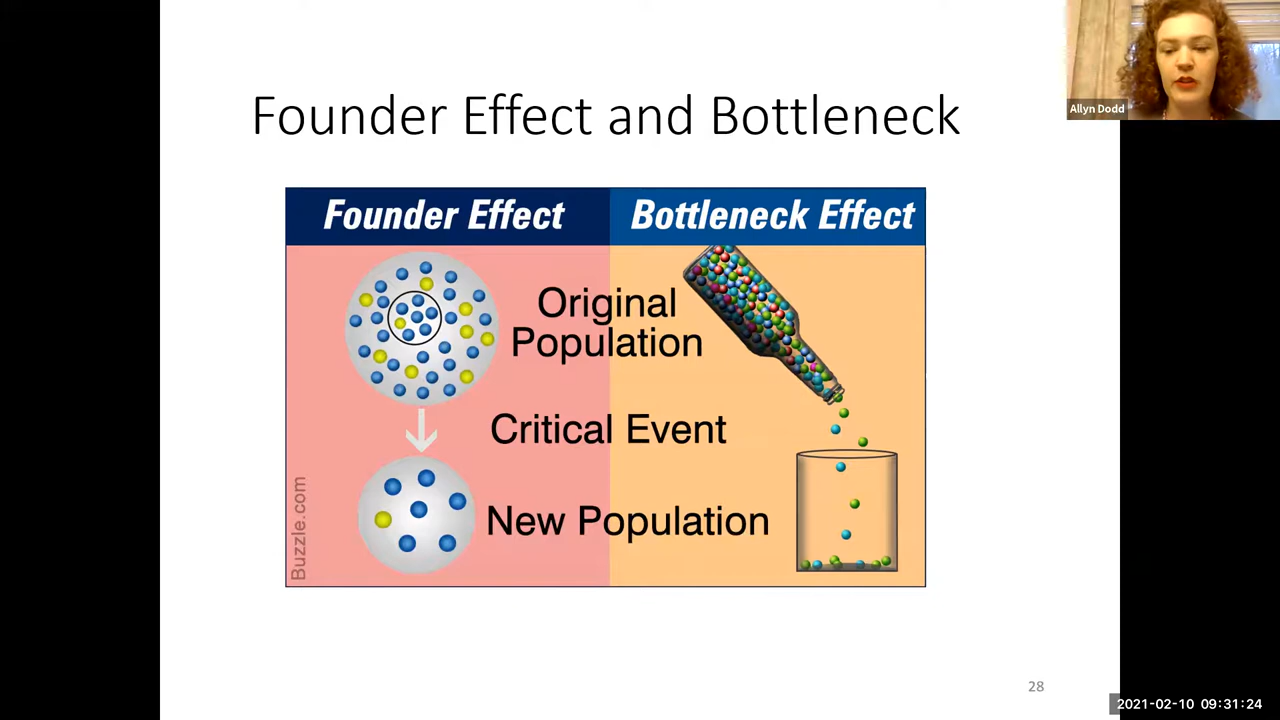 Allyn Dodd
Founder Effect and Bottleneck
Founder Effect
Bottleneck Effect
Original
Population
Critical Event
New Population
Buzzle.com
28
2021-02-10 09:31:24